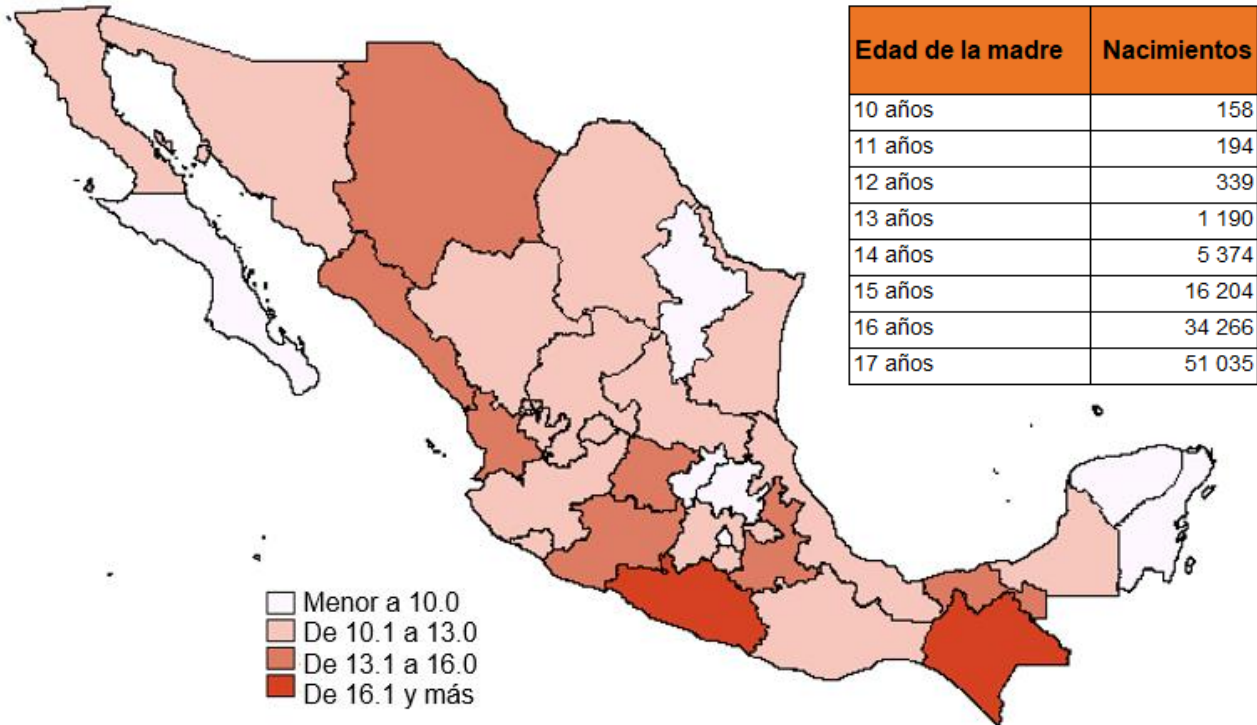 Edad de la madre Nacimientos
10 años 158
11 años 194
12 años 339
13 años 1 190
14 años 5 374
15 años 16 204
16 años 34 266
17 años 51 035
Menor a 10.0
De 10.1 a 13.0
De 13.1 a 16.0
De 16.1 y más